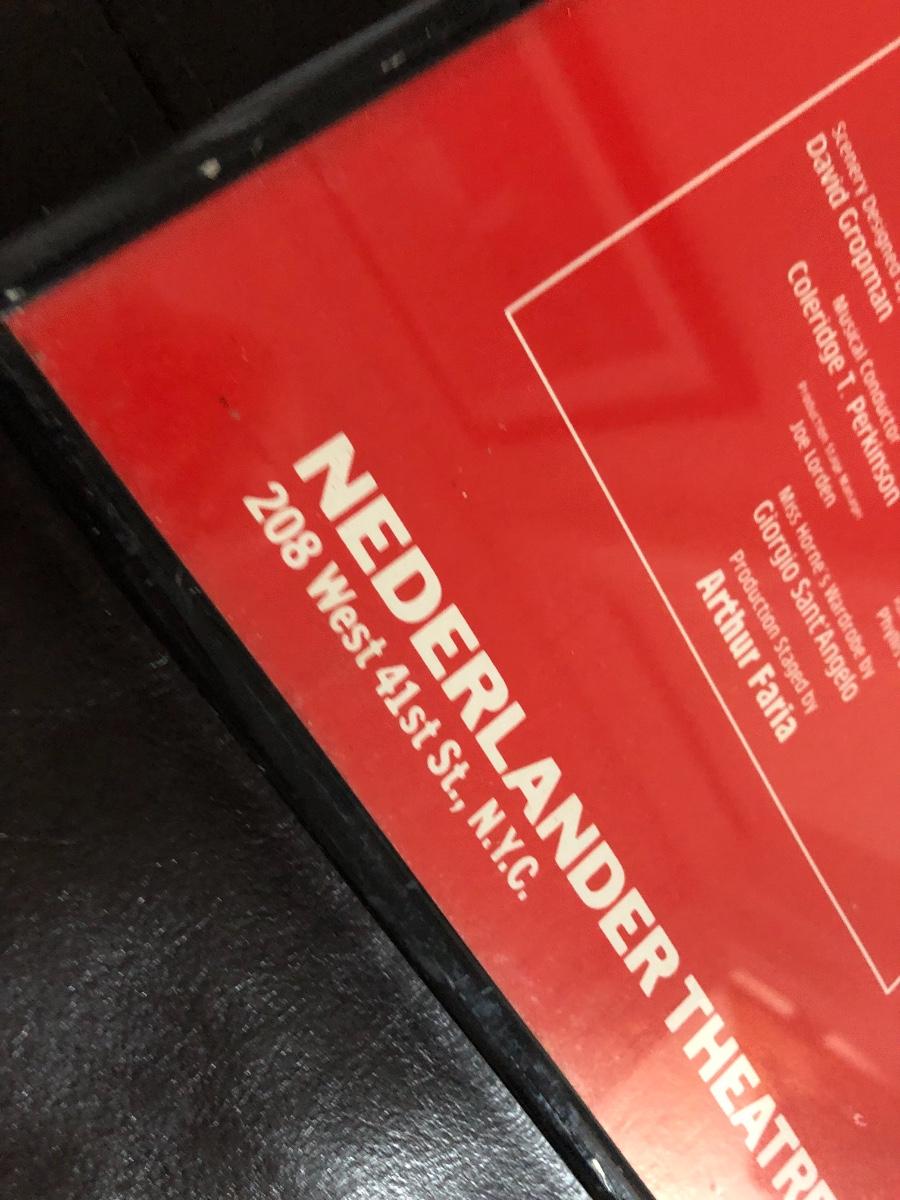 Scenery Designed by
David Gropman
Musical Conductor
Coleridge T. Perkinson
Production Stage Manager
Joe Lorden
Miss Horne's Wardrobe by
Giorgio Sant'Angelo
Production Staged by
Arthur Faria
NEDERLANDER THEATRE
208 West 41st St., N.Y.C.